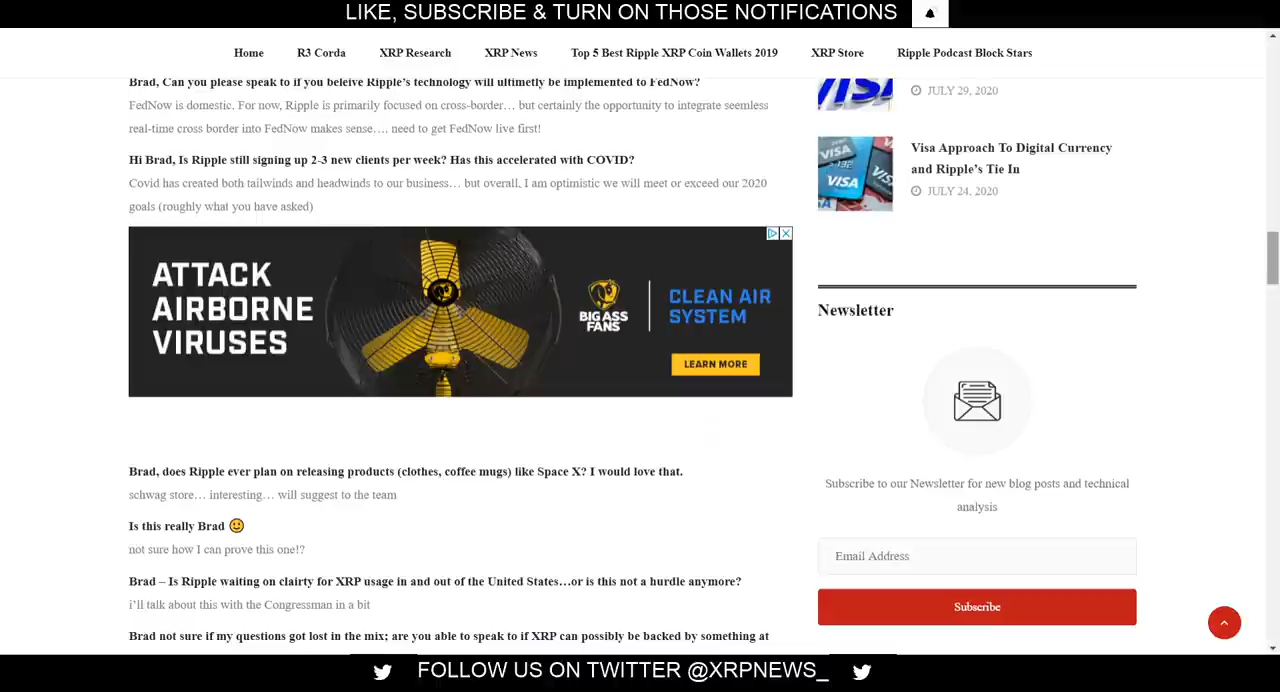 LIKE, SUBSCRIBE & TURN ON THOSE NOTIFICATIONS
Home R3 Corda XRP Research XRP News Top 5 Best Ripple XRP Coin Wallets 2019 XRP Store Ripple Podcast Block Stars
Brad, Can you please speak to if you beleive Ripple's technology will ultimetly be implemented to FedNow?
FedNow is domestic. For now, Ripple is primarily focused on cross-border… but certainly the opportunity to integrate seemless
real-time cross border into FedNow makes sense…. need to get FedNow live first!
Hi Brad, Is Ripple still signing up 2-3 new clients per week? Has this accelerated with COVID?
Covid has created both tailwinds and headwinds to our business… but overall, I am optimistic we will meet or exceed our 2020
goals (roughly what you have asked)
ATTACK
AIRBORNE
VIRUSES
BIG ASS
FANS
CLEAN AIR
SYSTEM
LEARN MORE
Brad, does Ripple ever plan on releasing products (clothes, coffee mugs) like Space X? I would love that.
schwag store… interesting… will suggest to the team
Is this really Brad 🙂
not sure how I can prove this one!?
Brad – Is Ripple waiting on clairty for XRP usage in and out of the United States…or is this not a hurdle anymore?
i'll talk about this with the Congressman in a bit
Brad not sure if my questions got lost in the mix; are you able to speak to if XRP can possibly be backed by something at
VISA
JULY 29, 2020
VISA
VISA
Visa Approach To Digital Currency
and Ripple's Tie In
JULY 24, 2020
Newsletter
Subscribe to our Newsletter for new blog posts and technical
analysis
Email Address
Subscribe
FOLLOW US ON TWITTER @XRPNEWS_